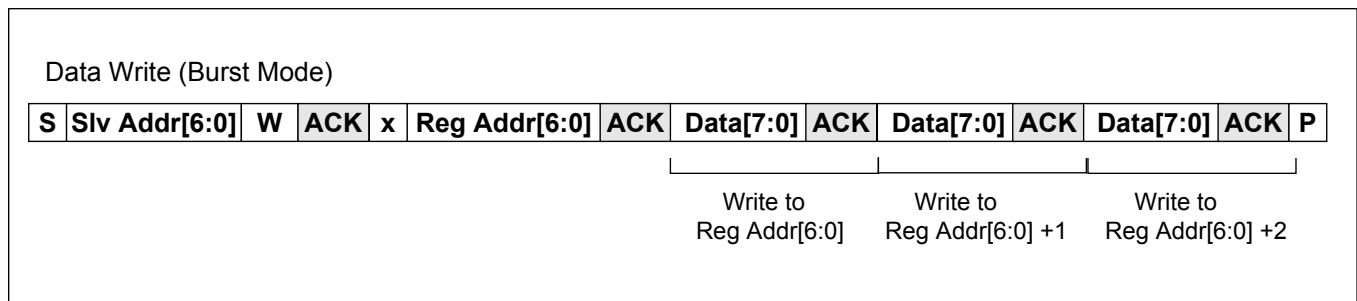 Data Write (Burst Mode)
S Slv Addr[6:0] W ACK x Reg Addr[6:0] ACK Data[7:0] ACK Data[7:0] ACK Data[7:0] ACK P
Write to Write to Write to
Reg Addr[6:0] Reg Addr[6:0] +1 Reg Addr[6:0] +2